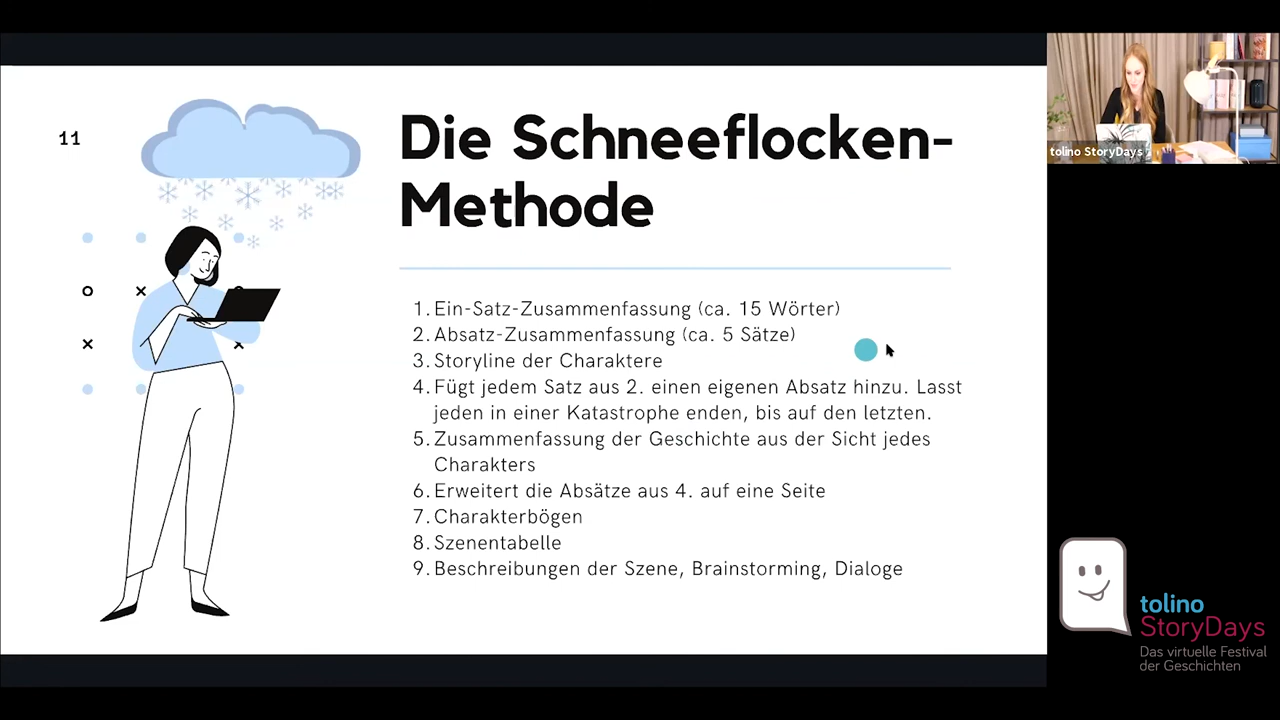 11
Die Schneeflocken-
Methode
1. Ein-Satz-Zusammenfassung (ca. 15 Wörter)
2. Absatz-Zusammenfassung (ca. 5 Sätze)
3. Storyline der Charaktere
4. Fügt jedem Satz aus 2. einen eigenen Absatz hinzu. Lasst
jeden in einer Katastrophe enden, bis auf den letzten.
5. Zusammenfassung der Geschichte aus der Sicht jedes
Charakters
6. Erweitert die Absätze aus 4. auf eine Seite
7. Charakterbögen
8. Szenentabelle
9. Beschreibungen der Szene, Brainstorming, Dialoge
tolino StoryDays
tolino
StoryDays
Das virtuelle Festival
der Geschichten